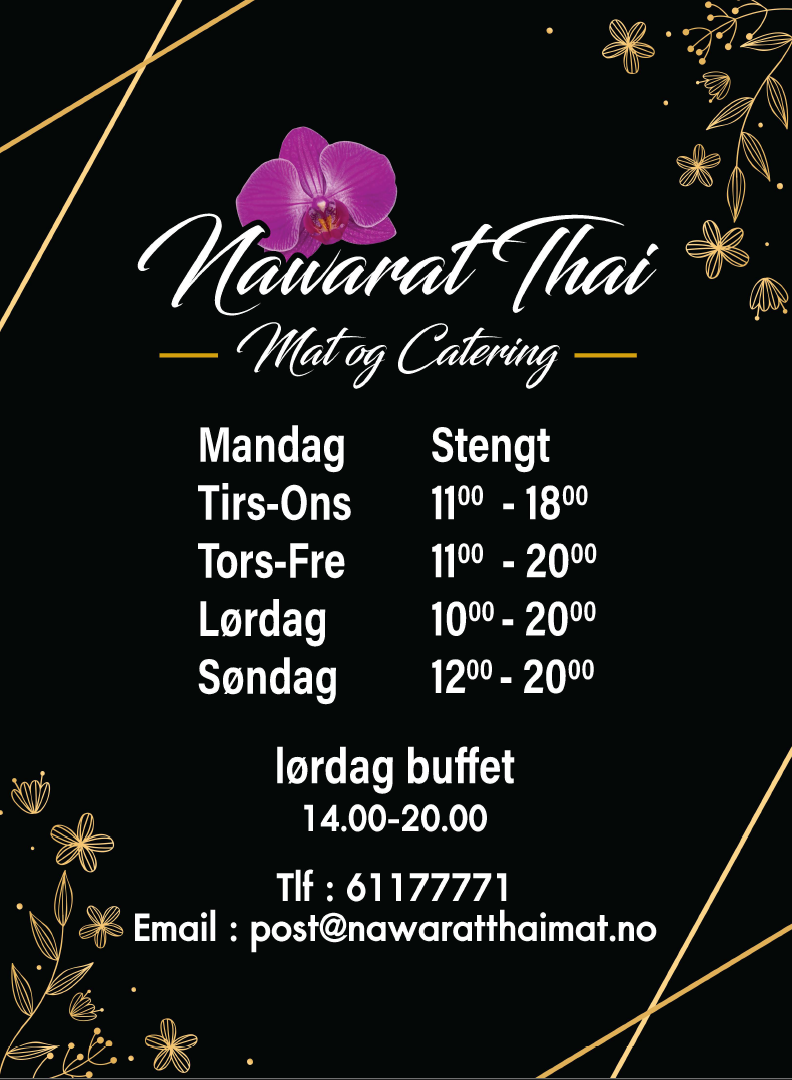 Nawarat Thai
Mat og Catering
Mandag Stengt
Tirs-Ons 11⁰⁰ - 18⁰⁰
Tors-Fre 11⁰⁰ - 20⁰⁰
Lørdag 10⁰⁰ - 20⁰⁰
Søndag 12⁰⁰ - 20⁰⁰
lørdag buffet
14.00-20.00
Tlf : 61177771
Email : post@nawaratthaimat.no